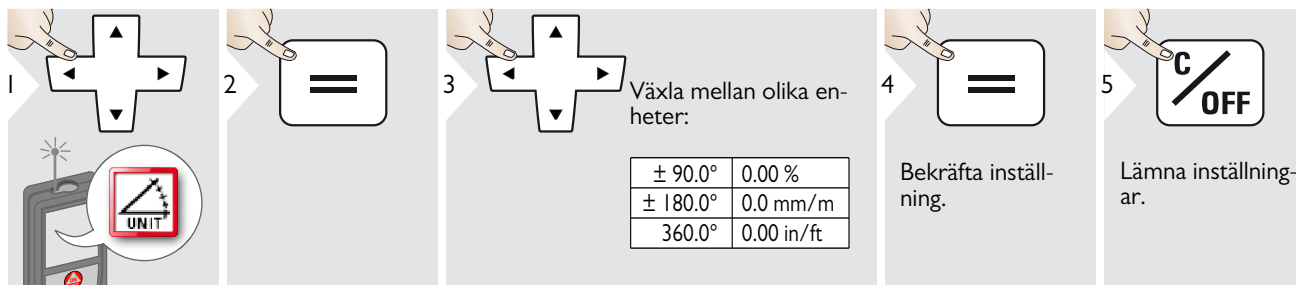 1
UNIT
2
3
Växla mellan olika en-
heter:
± 90.0° 0.00 %
± 180.0° 0.0 mm/m
360.0° 0.00 in/ft
4
Bekräfta inställ-
ning.
5
C/OFF
Lämna inställning-
ar.